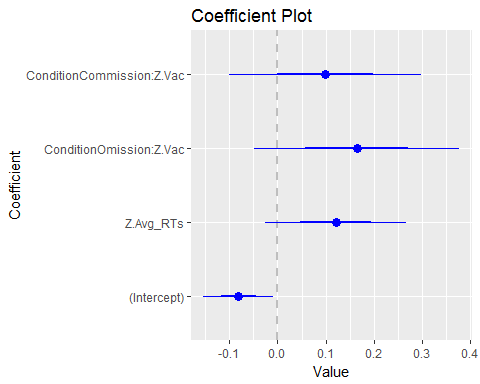 Coefficient Plot
Coefficient
ConditionCommission:Z.Vac
ConditionOmission:Z.Vac
Z.Avg_RTs
(Intercept)
-0.1 0.0 0.1 0.2 0.3 0.4
Value